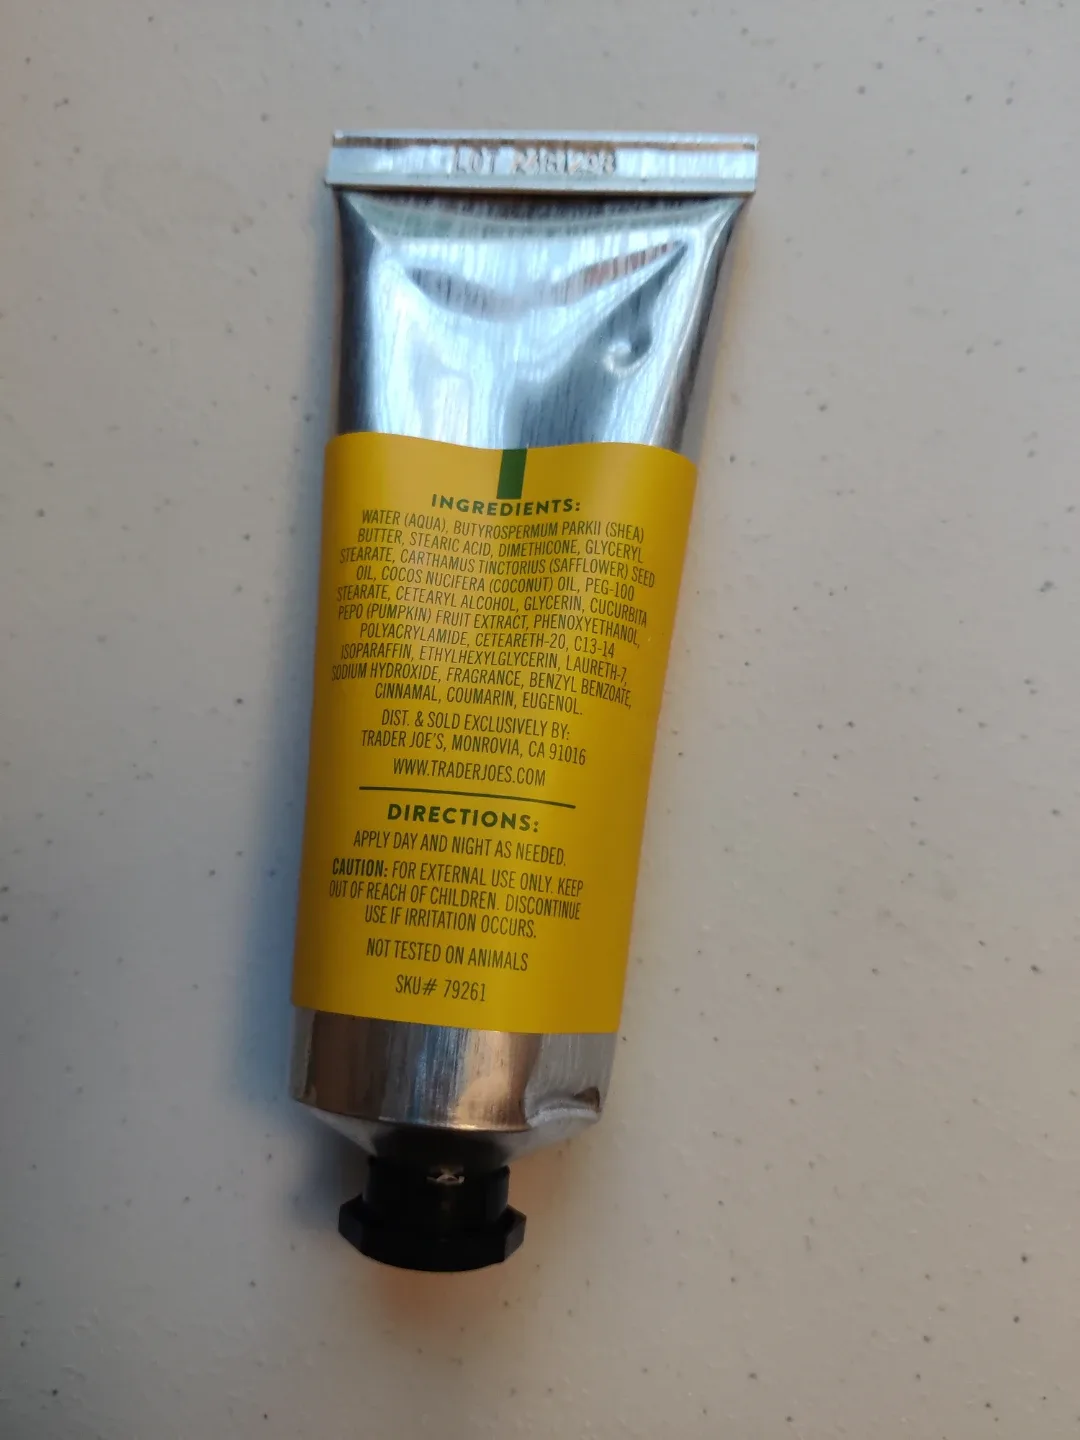 LOT
INGREDIENTS:
WATER (AQUA), BUTYROSPERMUM PARKII (SHEA)
BUTTER, STEARIC ACID, DIMETHICONE, GLYCERYL
STEARATE, CARTHAMUS TINCTORIUS (SAFFLOWER) SEED
OIL, COCOS NUCIFERA (COCONUT) OIL, PEG-100
STEARATE, CETEARYL ALCOHOL, GLYCERIN, CUCURBITA
PEPO (PUMPKIN) FRUIT EXTRACT, PHENOXYETHANOL,
POLYACRYLAMIDE, CETEARETH-20, C13-14
ISOPARAFFIN, ETHYLHEXYLGLYCERIN, LAURETH-7,
SODIUM HYDROXIDE, FRAGRANCE, BENZYL BENZOATE,
CINNAMAL, COUMARIN, EUGENOL.
DIST. & SOLD EXCLUSIVELY BY:
TRADER JOE'S, MONROVIA, CA 91016
WWW.TRADERJOES.COM
DIRECTIONS:
APPLY DAY AND NIGHT AS NEEDED.
CAUTION: FOR EXTERNAL USE ONLY. KEEP
OUT OF REACH OF CHILDREN. DISCONTINUE
USE IF IRRITATION OCCURS.
NOT TESTED ON ANIMALS
SKU# 79261